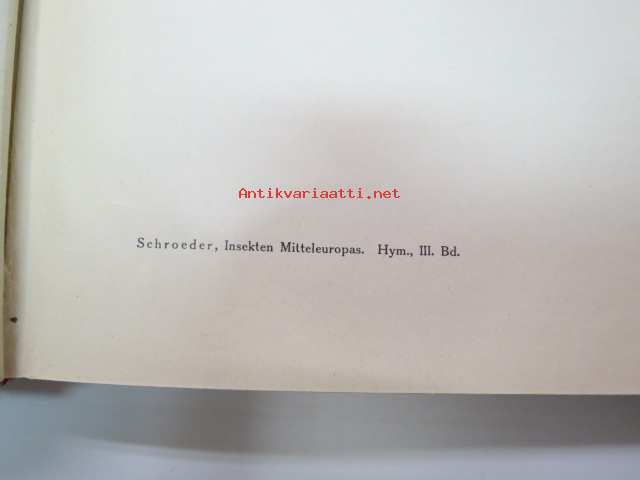 Antikvariaatti.net
Schroeder, Insekten Mitteleuropas. Hym., III. Bd.